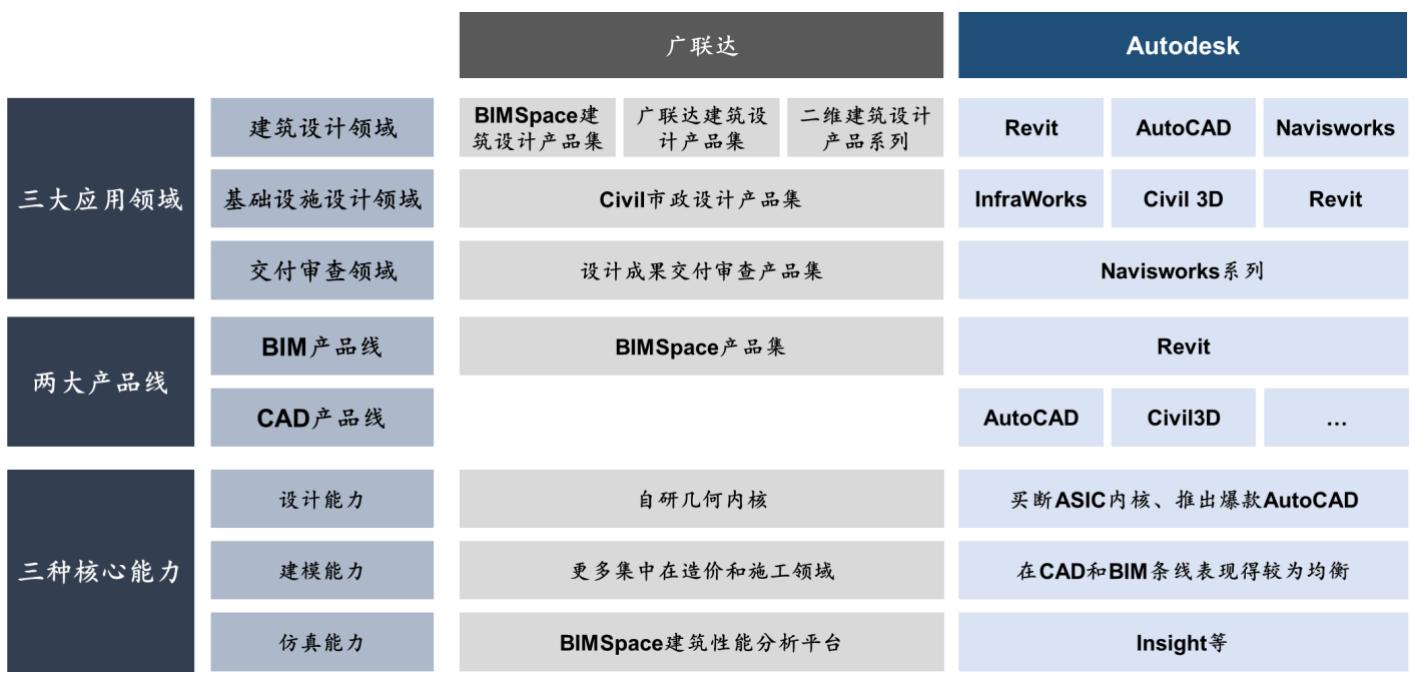 广联达
Autodesk
三大应用领域
建筑设计领域
BIMSpace建
筑设计产品集
广联达建筑设
计产品集
二维建筑设计
产品系列
Revit
AutoCAD
Navisworks
基础设施设计领域
Civil市政设计产品集
InfraWorks
Civil 3D
Revit
交付审查领域
设计成果交付审查产品集
Navisworks系列
两大产品线
BIM产品线
BIMSpace产品集
Revit
CAD产品线
AutoCAD
Civil3D
…
三种核心能力
设计能力
自研几何内核
买断ASIC内核、推出爆款AutoCAD
建模能力
更多集中在造价和施工领域
在CAD和BIM条线表现得较为均衡
仿真能力
BIMSpace建筑性能分析平台
Insight等